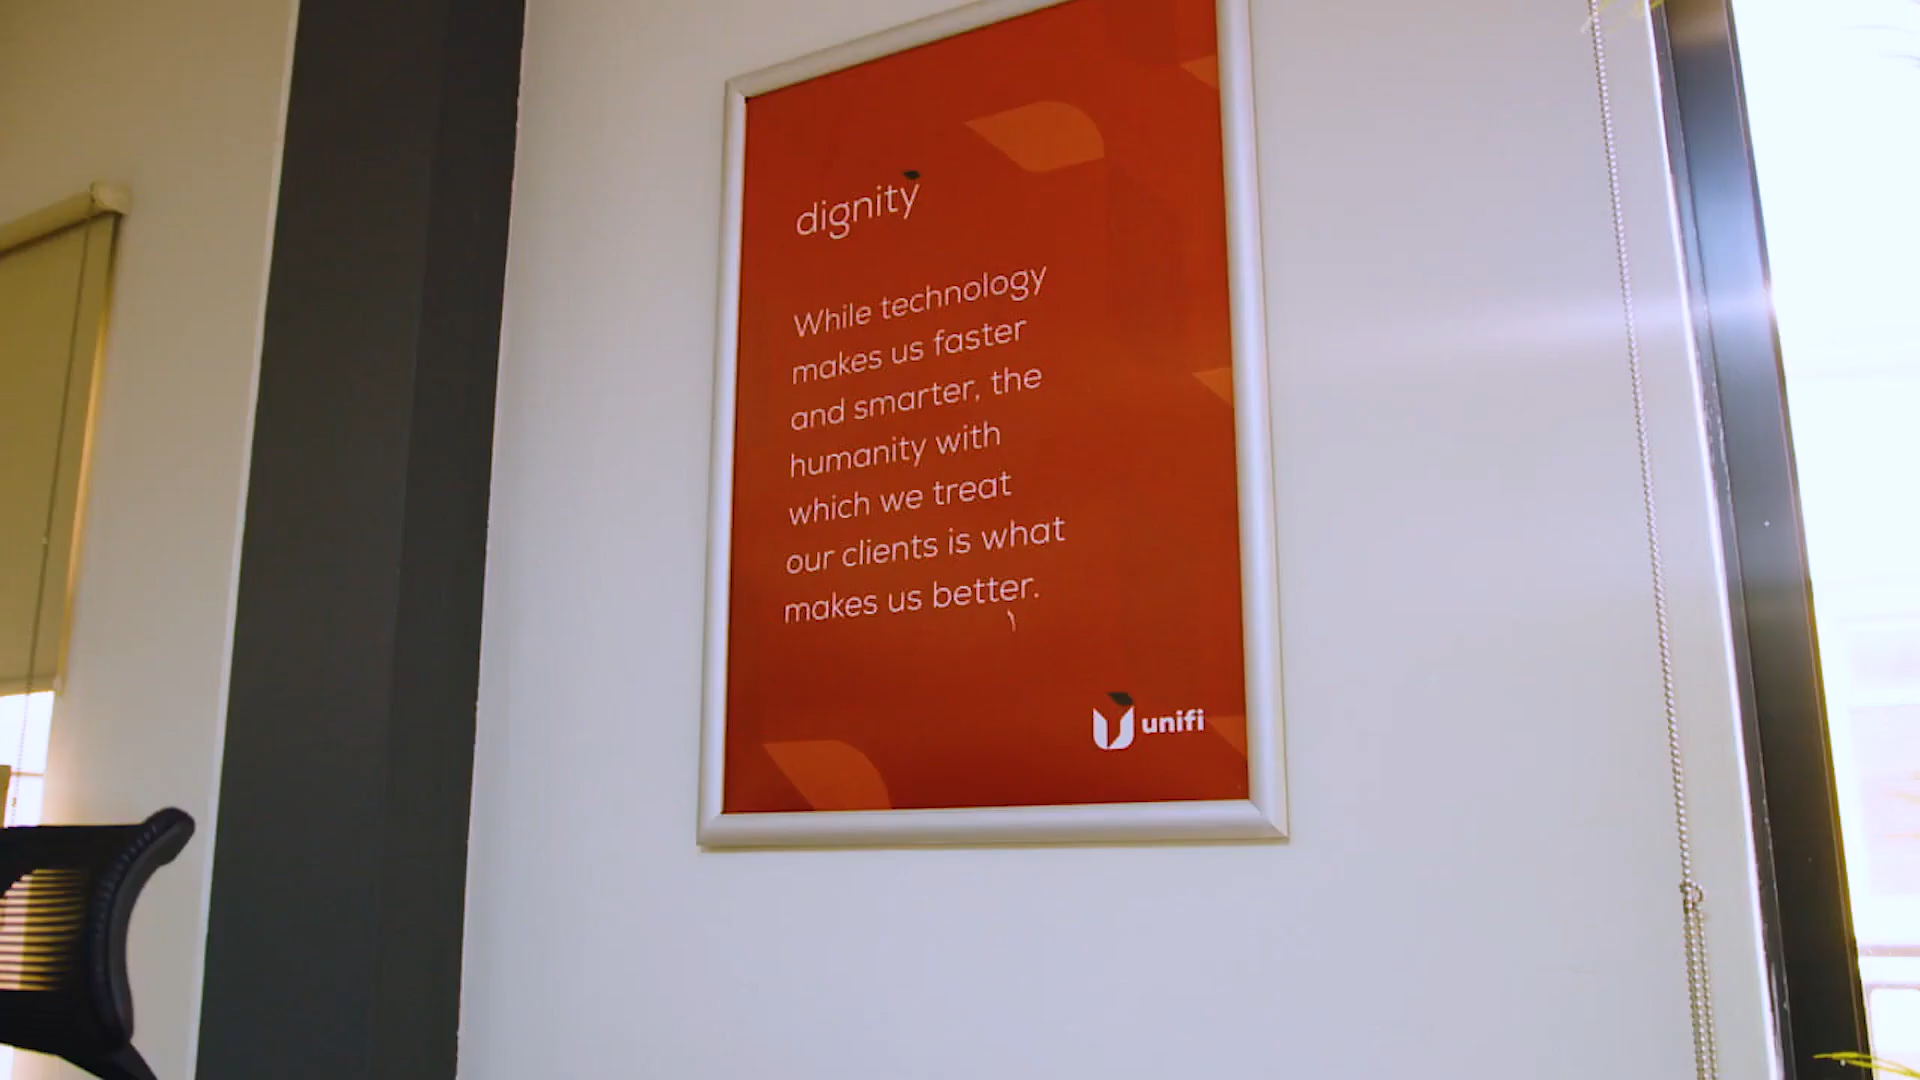 dignity
While technology
makes us faster
and smarter, the
humanity with
which we treat
our clients is what
makes us better.
unifi